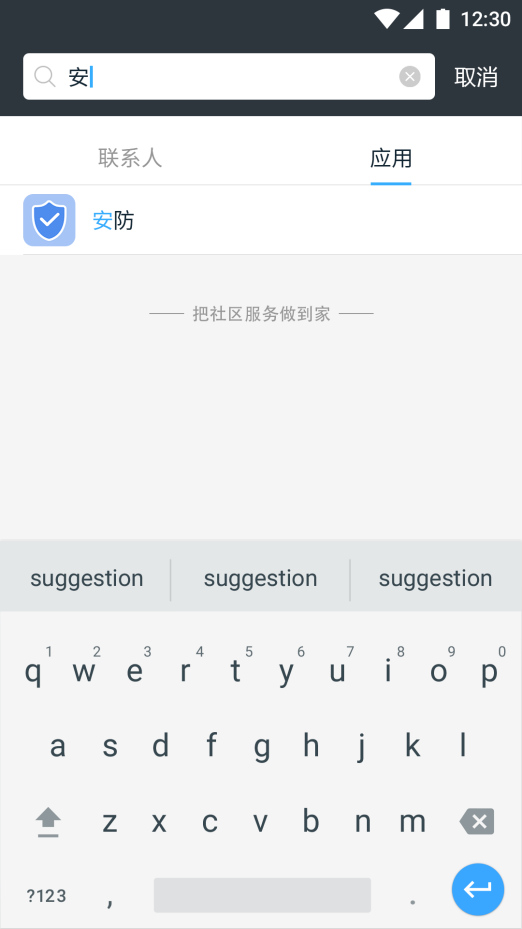 12:30
安 取消
联系人 应用
安防
把社区服务做到家
suggestion suggestion suggestion
1 2 3 4 5 6 7 8 9 0
q w e r t y u i o p
a s d f g h j k l
z x c v b n m
?123 , .